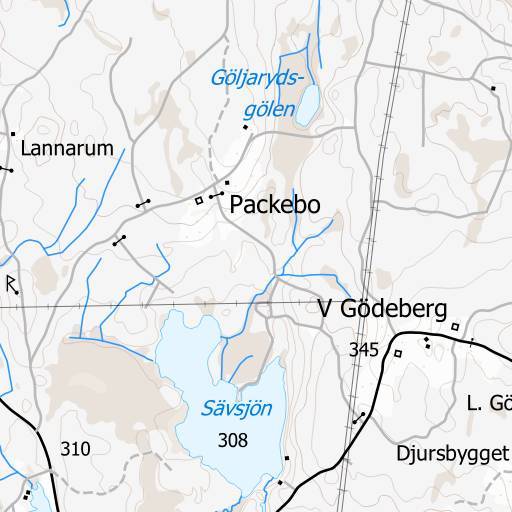 Göljaryds-
gölen
Lannarum
Packebo
V Gödeberg
345
Sävsjön
308
310
L. Gö
Djursbygget